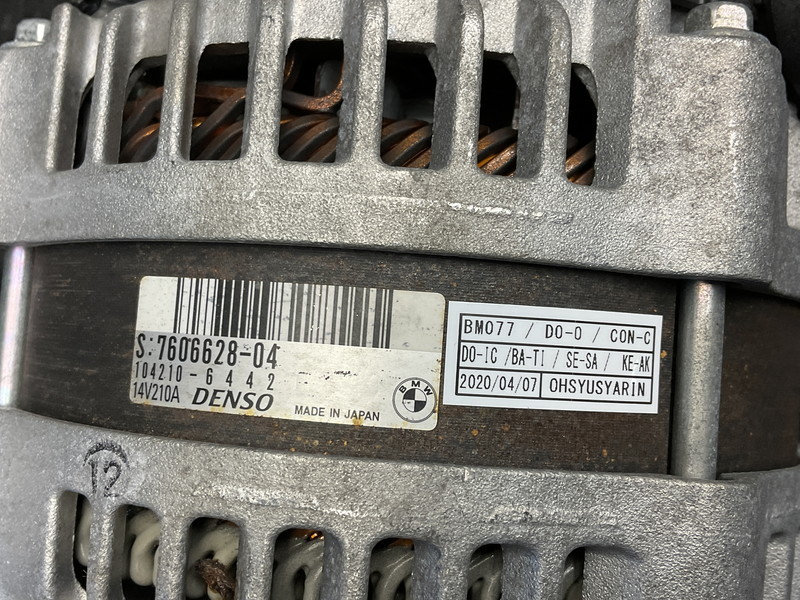 S:7606628-04
104210-6442
14V210A DENSO MADE IN JAPAN
BMW
BM077 / DO-O / CON-C
DO-IC /BA-TI / SE-SA / KE-AK
2020/04/07 OHSYUSYARIN
12